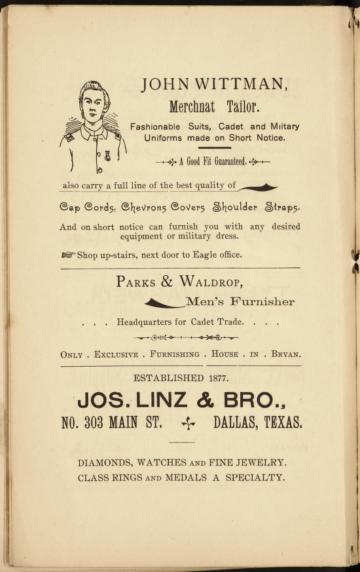 JOHN WITTMAN,
Merchnat Tailor.
Fashionable Suits, Cadet and Miitary
Uniforms made on Short Notice.
A Good Fit Guaranteed.
also carry a full line of the best quality of
Cap Cords, Chevrons Covers Shoulder Straps.
And on short notice can furnish you with any desired
equipment or military dress.
☞ Shop up-stairs, next door to Eagle office.
PARKS & WALDROP,
Men's Furnisher
. . . Headquarters for Cadet Trade. . . .
ONLY . EXCLUSIVE . FURNISHING . HOUSE . IN . BRYAN.
ESTABLISHED 1877.
JOS. LINZ & BRO.,
NO. 303 MAIN ST. DALLAS, TEXAS.
DIAMONDS, WATCHES AND FINE JEWELRY.
CLASS RINGS AND MEDALS A SPECIALTY.